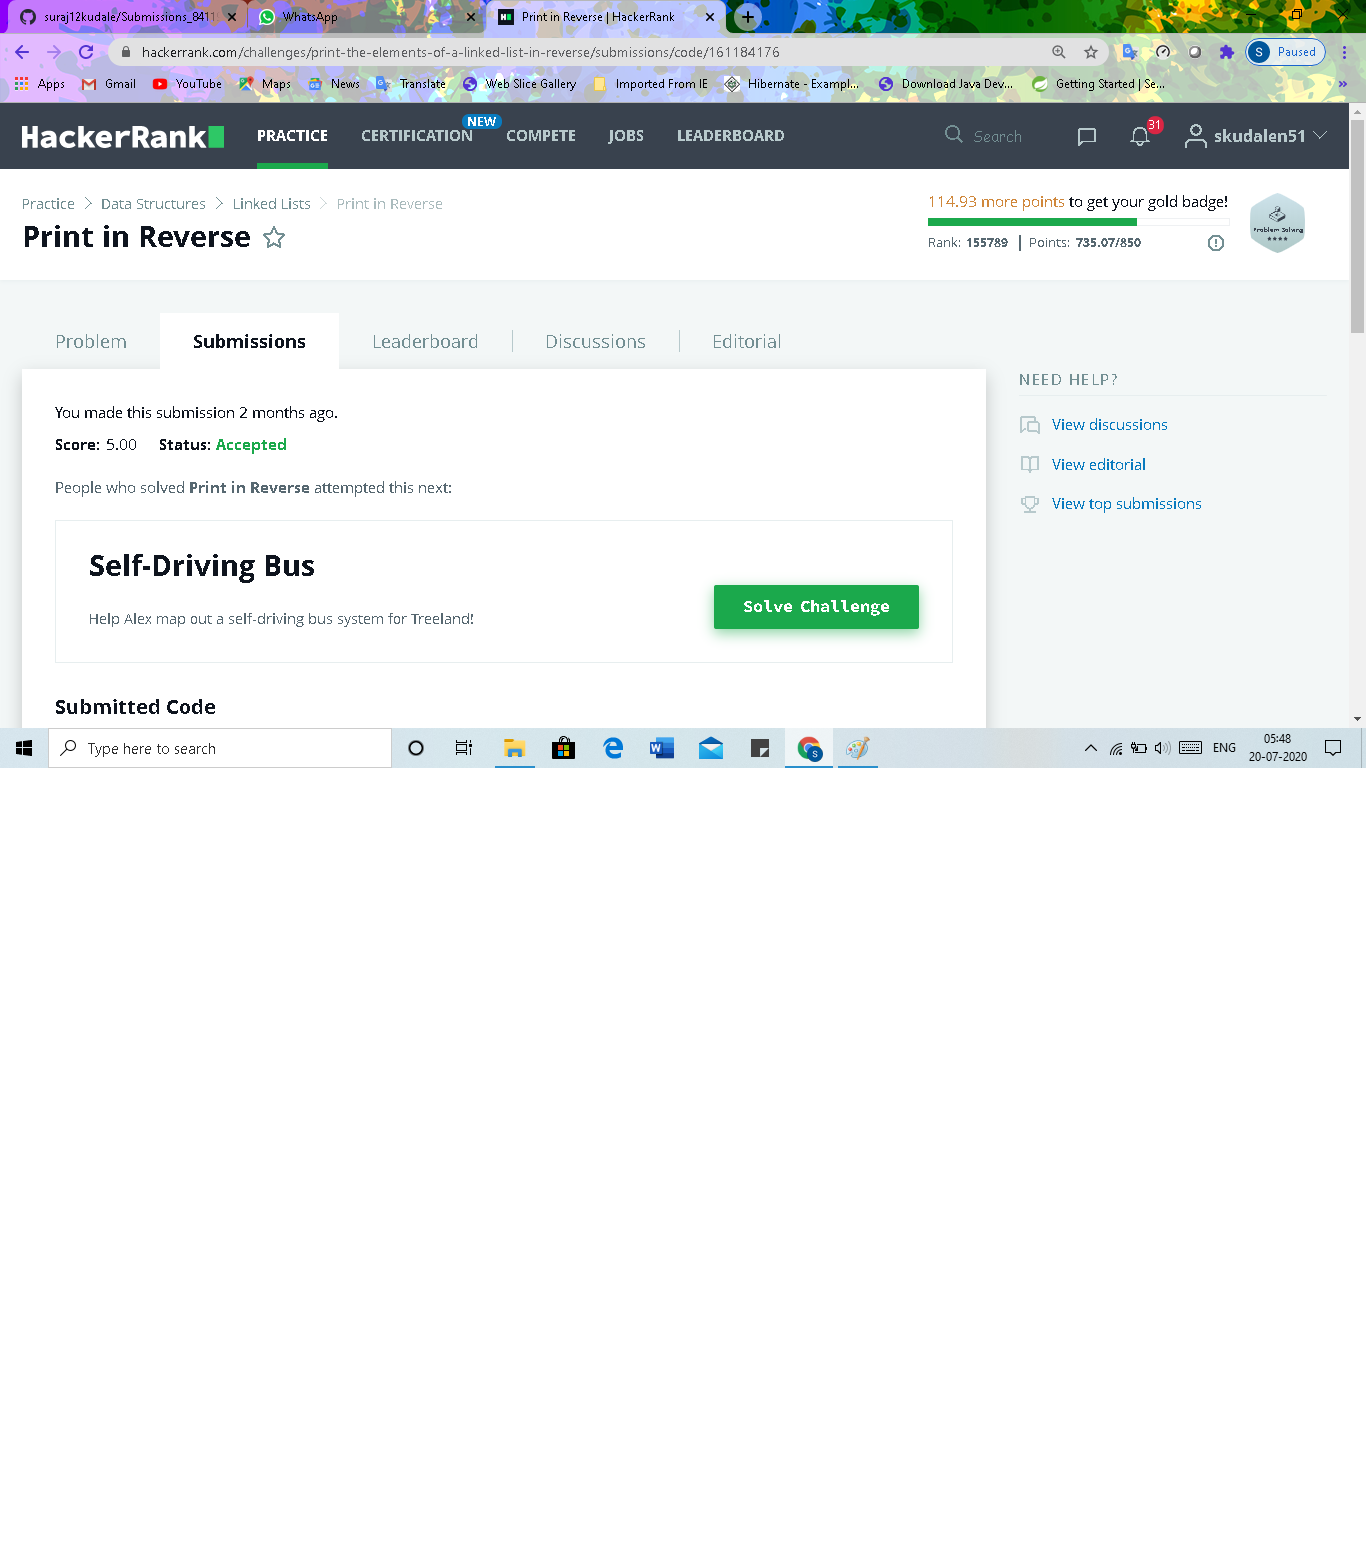 suraj12kudale/Submissions_8411
WhatsApp
Print in Reverse | HackerRank
hackerrank.com/challenges/print-the-elements-of-a-linked-list-in-reverse/submissions/code/161184176
S Paused
Apps Gmail YouTube Maps News Translate Web Slice Gallery Imported From IE Hibernate - Exampl... Download Java Dev... Getting Started | Se... »
HackerRank PRACTICE CERTIFICATION NEW COMPETE JOBS LEADERBOARD Search 31 skudalen51
Practice > Data Structures > Linked Lists > Print in Reverse
Print in Reverse
114.93 more points to get your gold badge!
Rank: 155789 | Points: 735.07/850
Problem Solving
Problem Submissions Leaderboard Discussions Editorial
You made this submission 2 months ago.
Score: 5.00 Status: Accepted
People who solved Print in Reverse attempted this next:
Self-Driving Bus
Help Alex map out a self-driving bus system for Treeland!
Solve Challenge
Submitted Code
NEED HELP?
View discussions
View editorial
View top submissions
Type here to search
ENG
05:48
20-07-2020